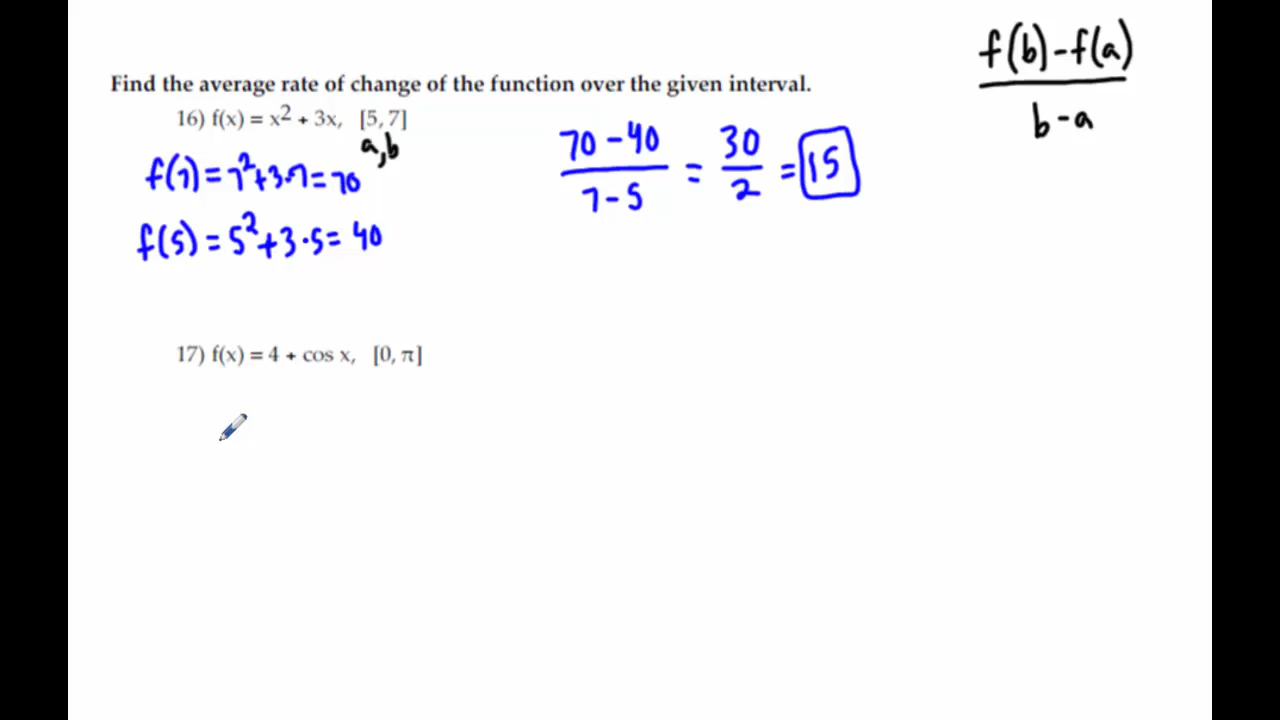 f(b)-f(a)
b-a
Find the average rate of change of the function over the given interval.
16) f(x) = x² + 3x, [5, 7]
a,b
f(7) = 7²+3·7 = 70
f(5) = 5²+3·5 = 40
70-40
7-5
= 30
2
= 15
17) f(x) = 4 + cos x, [0, π]